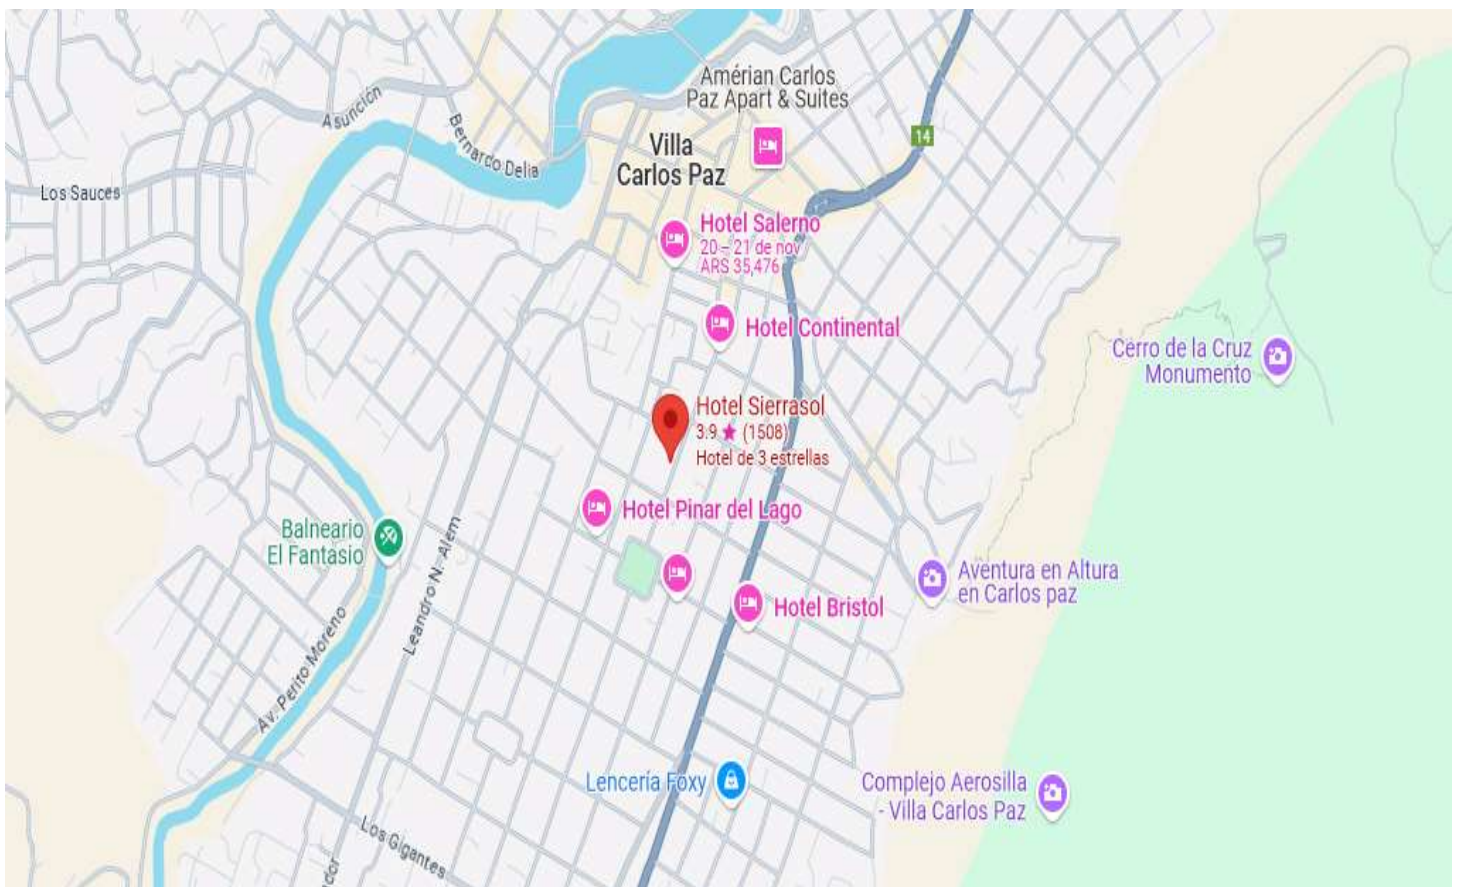 Amérian Carlos
Paz Apart & Suites
Asunción
Bernardo Delia
14
Villa
Carlos Paz
Los Sauces
Hotel Salerno
20 – 21 de nov
ARS 35,476
Hotel Continental
Cerro de la Cruz
Monumento
Hotel Sierrasol
3.9 ★ (1508)
Hotel de 3 estrellas
Hotel Pinar del Lago
Balneario
El Fantasio
Leandro N. Alem
Aventura en Altura
en Carlos paz
Hotel Bristol
Av. Perito Moreno
Lencería Foxy
Complejo Aerosilla
- Villa Carlos Paz
Los Gigantes
dor